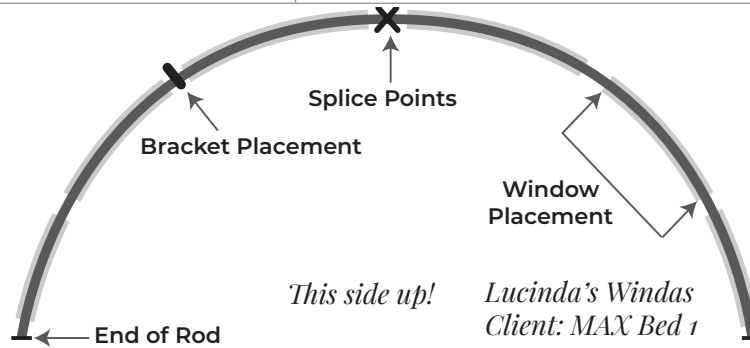 Splice Points
Bracket Placement
Window
Placement
This side up!
Lucinda's Windas
Client: MAX Bed 1
End of Rod